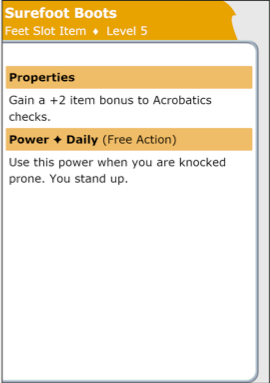 Surefoot Boots
Feet Slot Item ♦ Level 5
Properties
Gain a +2 item bonus to Acrobatics
checks.
Power ✦ Daily (Free Action)
Use this power when you are knocked
prone. You stand up.